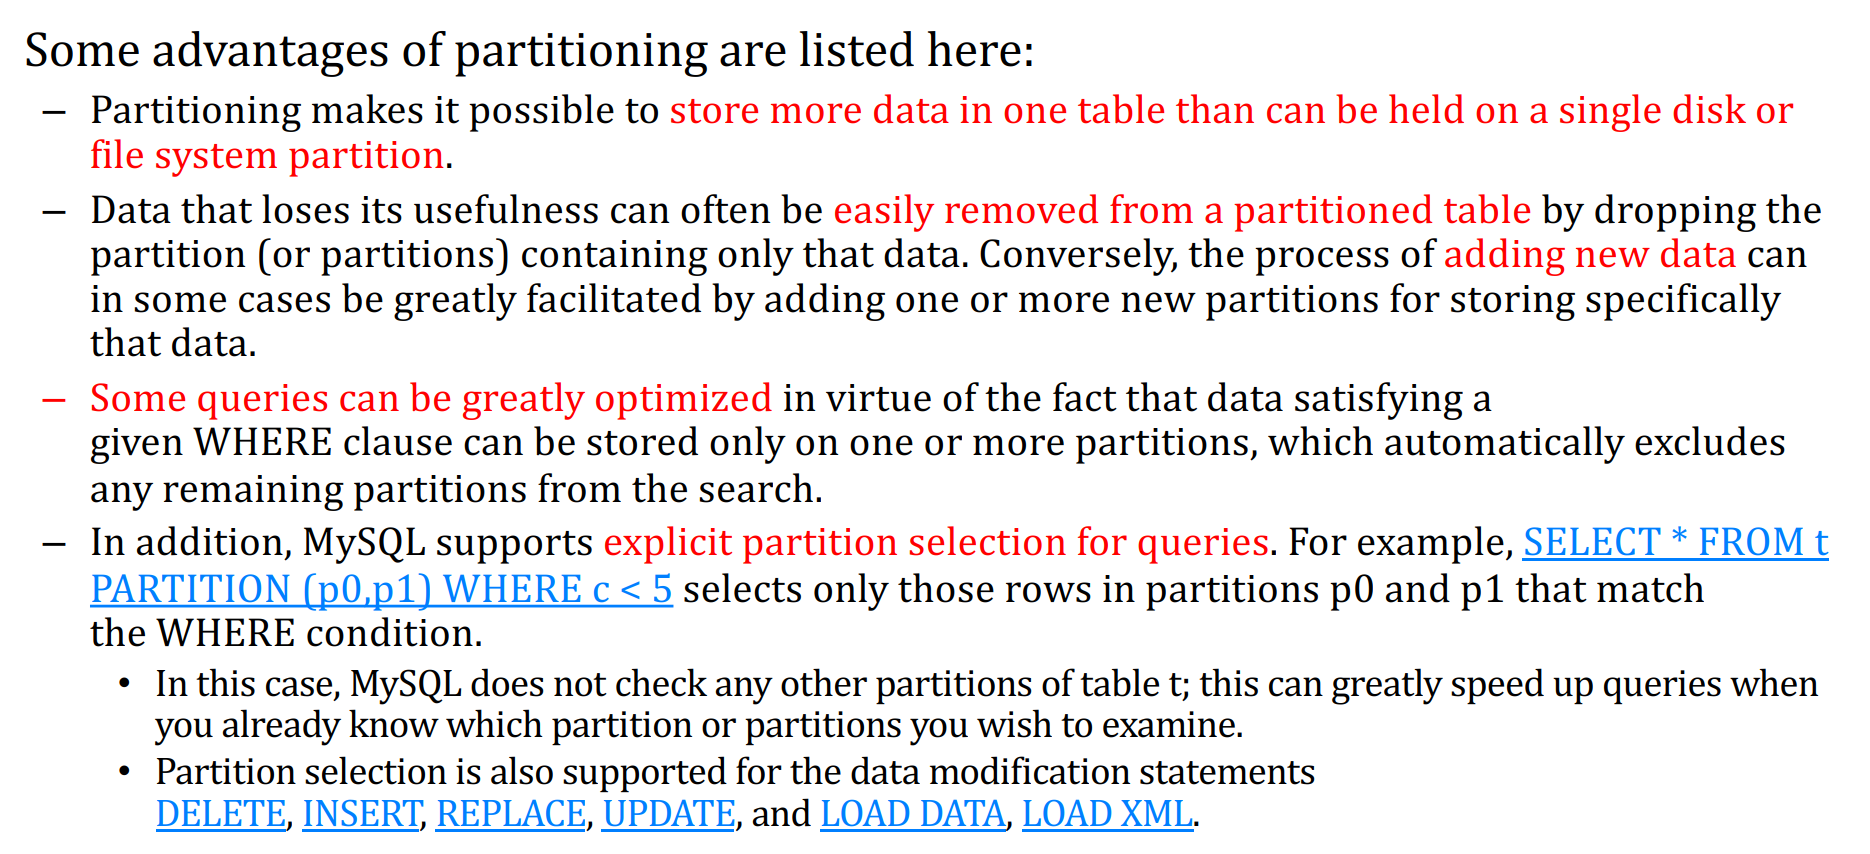 Some advantages of partitioning are listed here:
– Partitioning makes it possible to store more data in one table than can be held on a single disk or
file system partition.
– Data that loses its usefulness can often be easily removed from a partitioned table by dropping the
partition (or partitions) containing only that data. Conversely, the process of adding new data can
in some cases be greatly facilitated by adding one or more new partitions for storing specifically
that data.
– Some queries can be greatly optimized in virtue of the fact that data satisfying a
given WHERE clause can be stored only on one or more partitions, which automatically excludes
any remaining partitions from the search.
– In addition, MySQL supports explicit partition selection for queries. For example, SELECT * FROM t
PARTITION (p0,p1) WHERE c < 5 selects only those rows in partitions p0 and p1 that match
the WHERE condition.
• In this case, MySQL does not check any other partitions of table t; this can greatly speed up queries when
you already know which partition or partitions you wish to examine.
• Partition selection is also supported for the data modification statements
DELETE, INSERT, REPLACE, UPDATE, and LOAD DATA, LOAD XML.